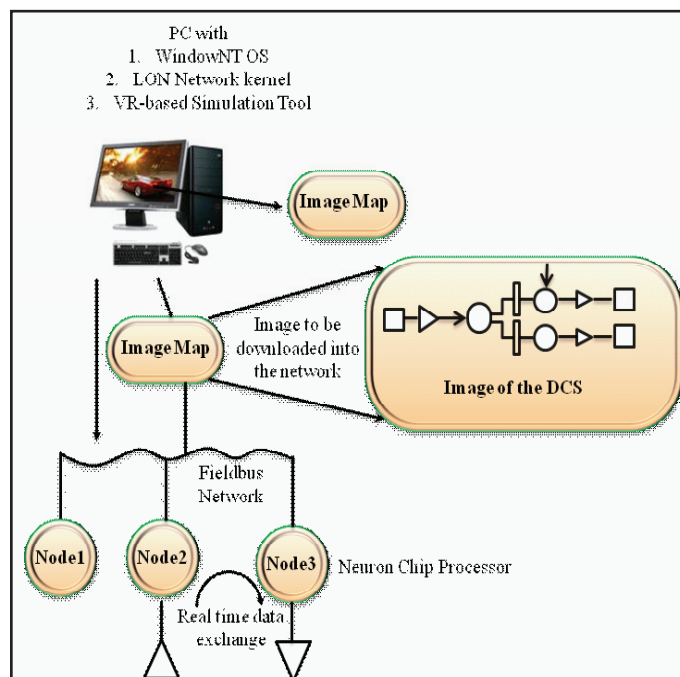 PC with
1. WindowNT OS
2. LON Network kernel
3. VR-based Simulation Tool
Image Map
Image Map
Image to be
downloaded into
the network
Image of the DCS
Fieldbus
Network
Node1
Node2
Node3
Neuron Chip Processor
Real time data
exchange